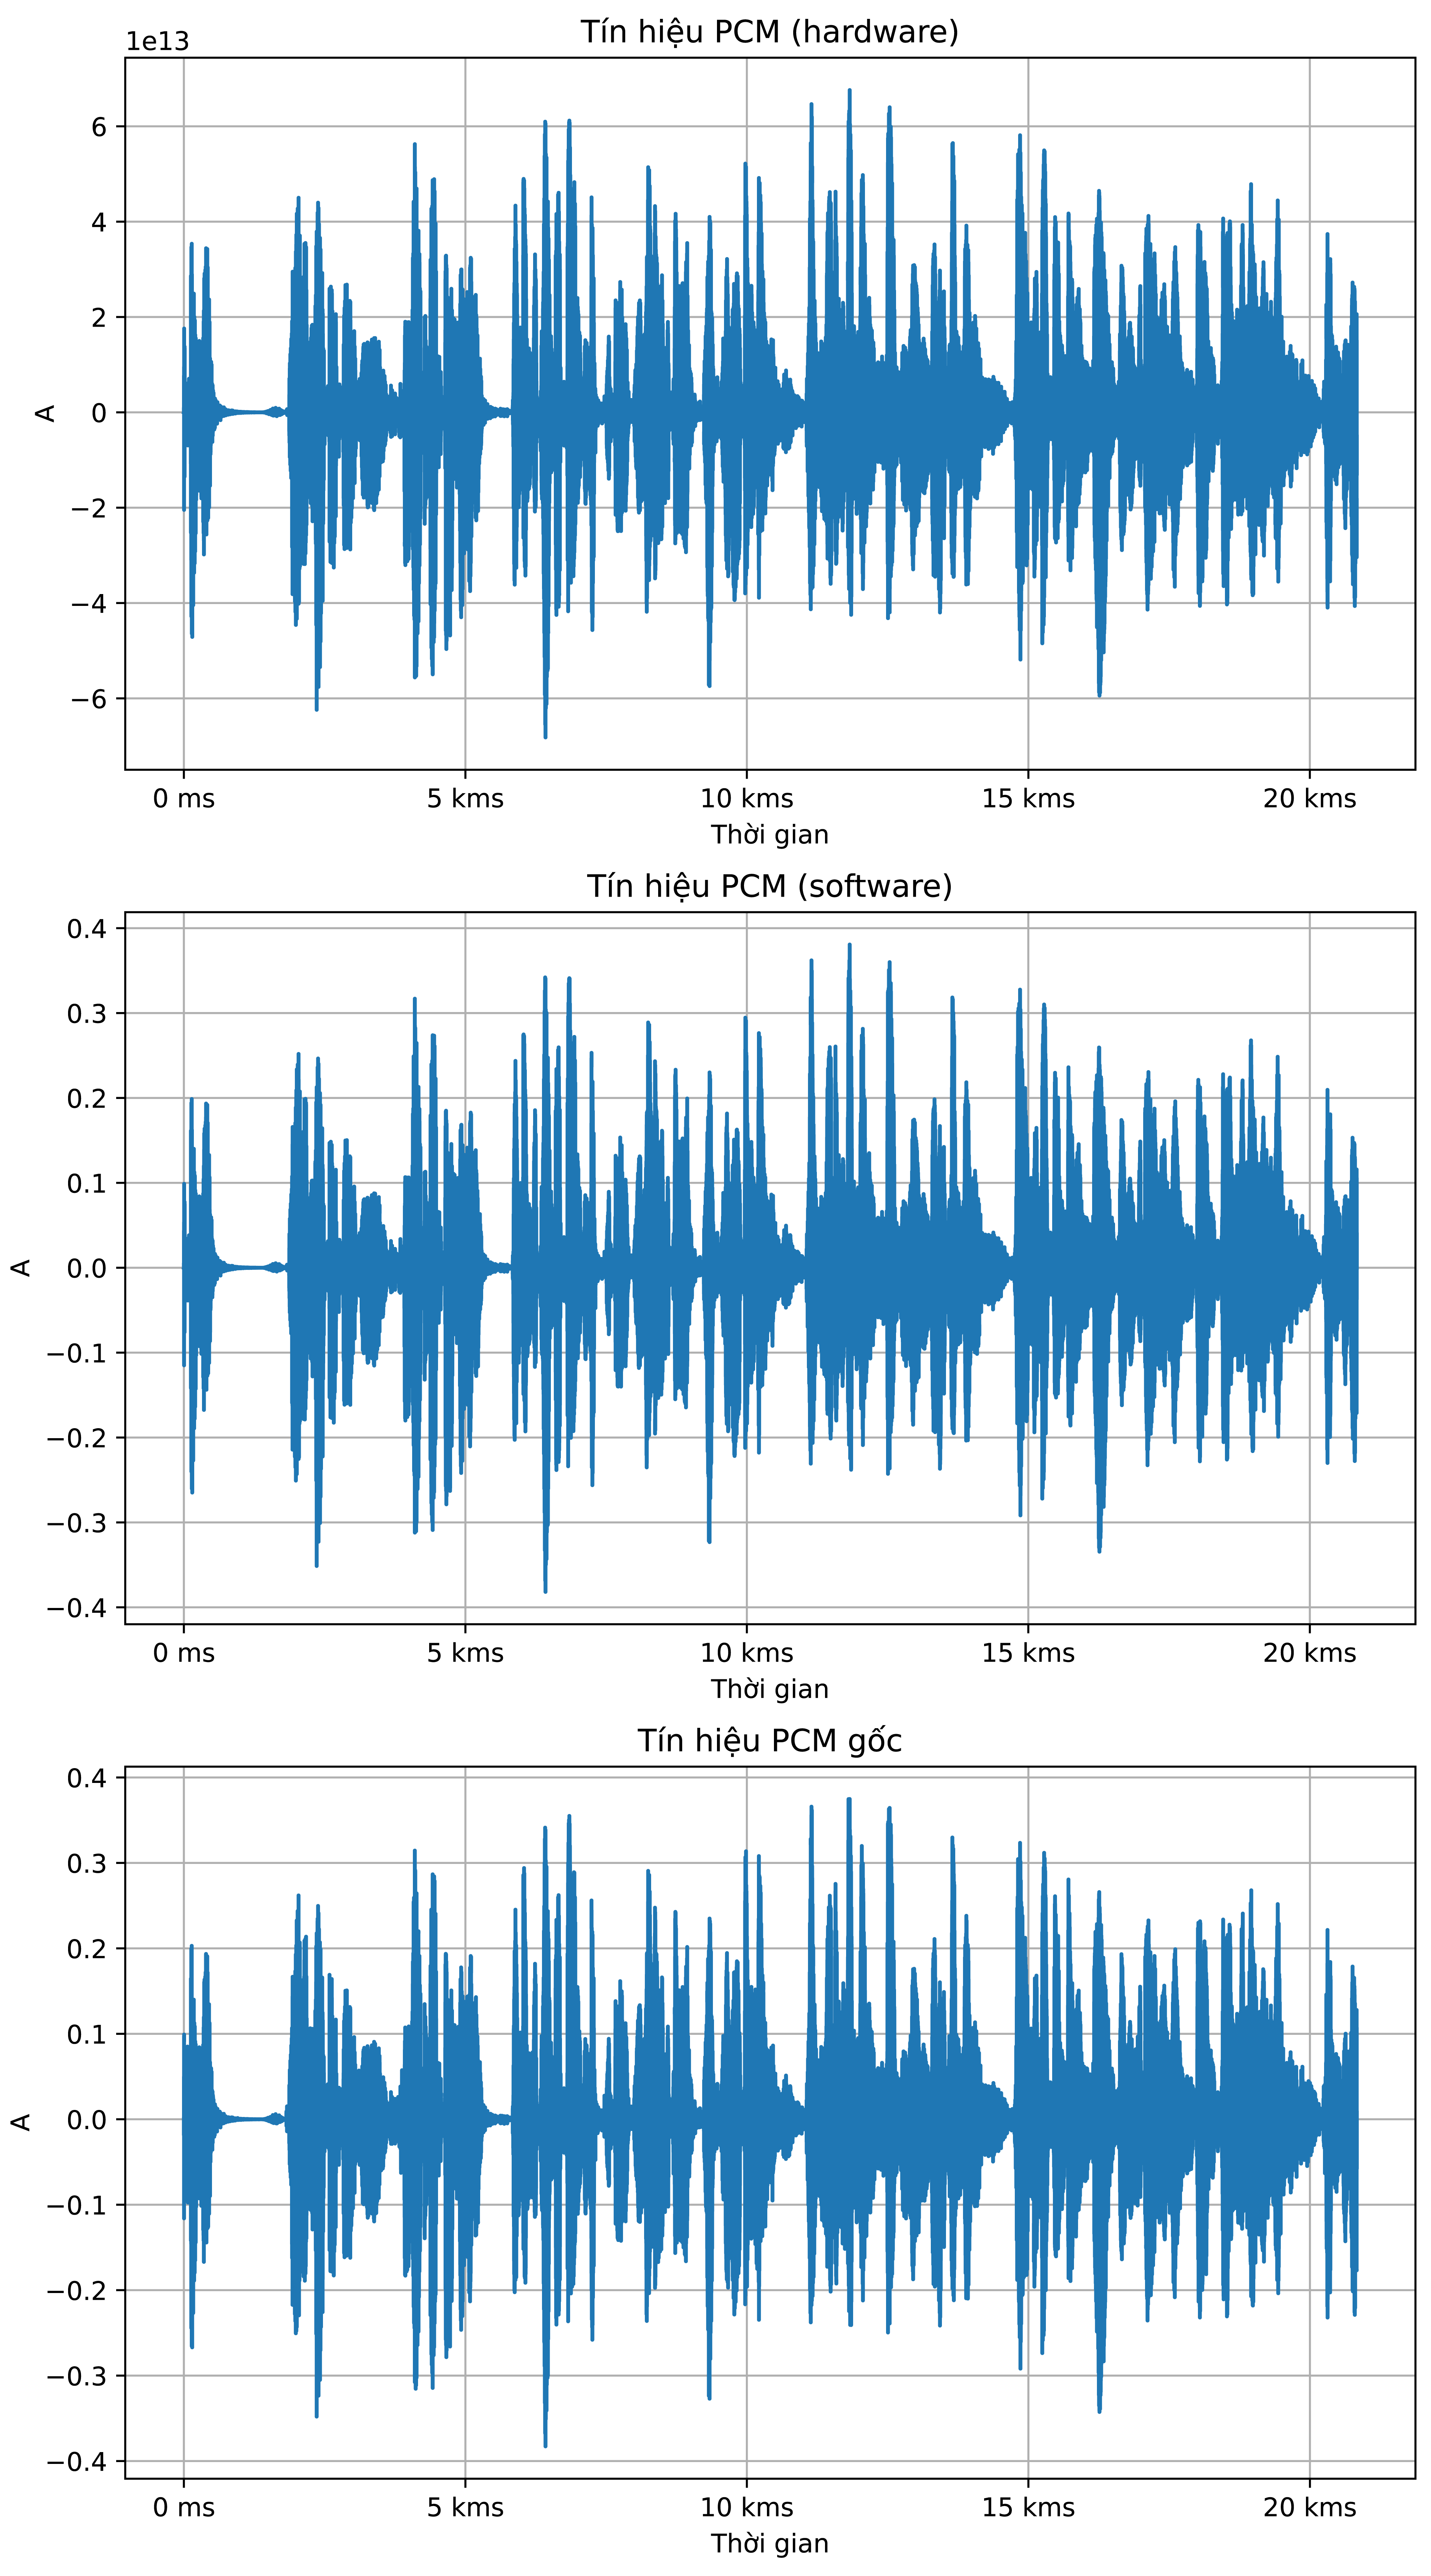 Tín hiệu PCM (hardware)
1e13
6
4
2
0
−2
−4
−6
A
0 ms 5 kms 10 kms 15 kms 20 kms
Thời gian
Tín hiệu PCM (software)
0.4
0.3
0.2
0.1
0.0
−0.1
−0.2
−0.3
−0.4
A
0 ms 5 kms 10 kms 15 kms 20 kms
Thời gian
Tín hiệu PCM gốc
0.4
0.3
0.2
0.1
0.0
−0.1
−0.2
−0.3
−0.4
A
0 ms 5 kms 10 kms 15 kms 20 kms
Thời gian